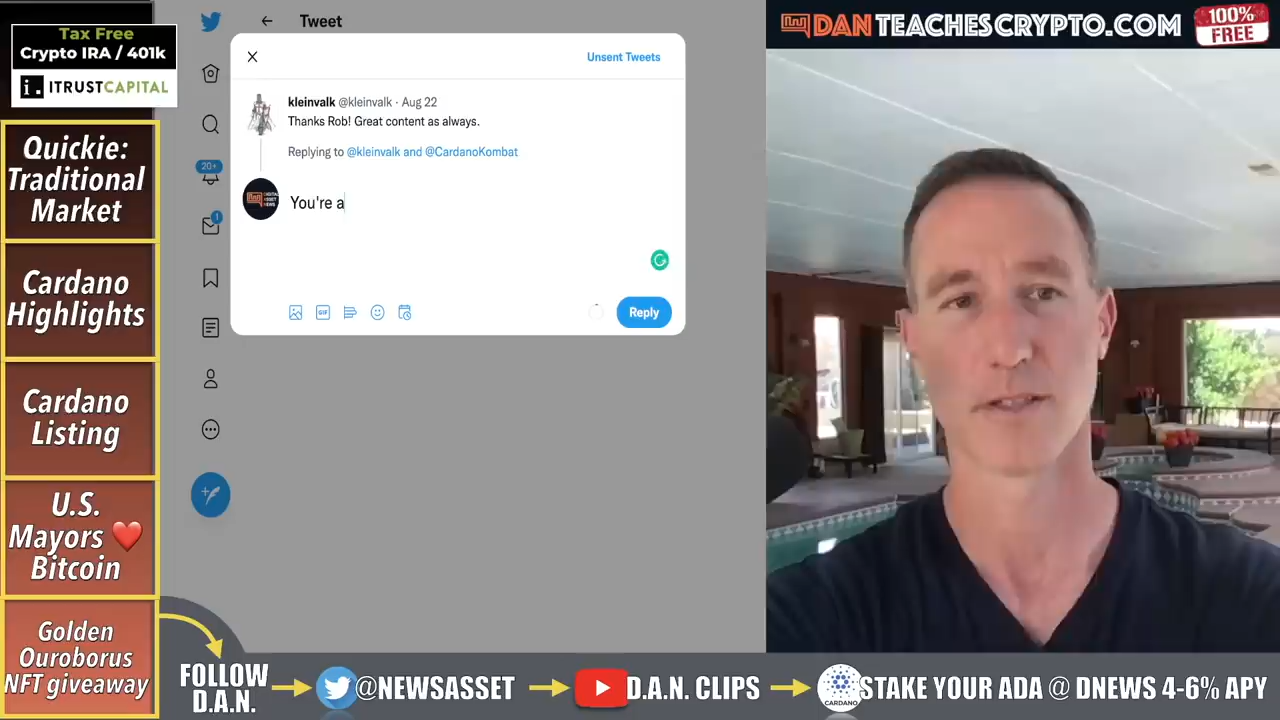 Tax Free
Crypto IRA / 401k
i. ITRUSTCAPITAL
Quickie:
Traditional
Market
Cardano
Highlights
Cardano
Listing
U.S.
Mayors ❤️
Bitcoin
Golden
Ouroborus
NFT giveaway
Tweet
20+
1
Unsent Tweets
kleinvalk @kleinvalk · Aug 22
Thanks Rob! Great content as always.
Replying to @kleinvalk and @CardanoKombat
You're a
GIF
Reply
DANTEACHESCRYPTO.COM
100%
FREE
FOLLOW
D.A.N.
@NEWSASSET
D.A.N. CLIPS
CARDANO
STAKE YOUR ADA @ DNEWS 4-6% APY